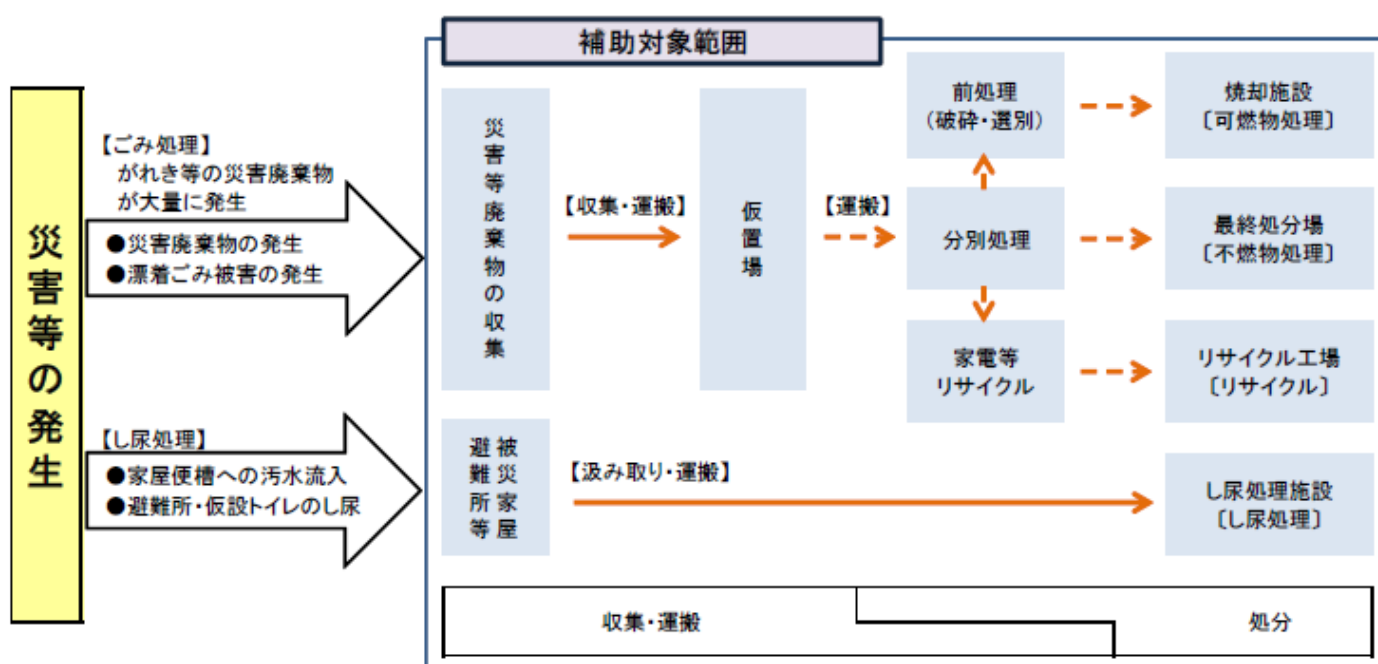 補助対象範囲
災害等の発生
【ごみ処理】
がれき等の災害廃棄物
が大量に発生
●災害廃棄物の発生
●漂着ごみ被害の発生
【し尿処理】
●家屋便槽への汚水流入
●避難所・仮設トイレのし尿
災害等廃棄物の収集
【収集・運搬】
仮置場
【運搬】
前処理
(破砕・選別)
分別処理
家電等
リサイクル
焼却施設
〔可燃物処理〕
最終処分場
〔不燃物処理〕
リサイクル工場
〔リサイクル〕
被災家屋
避難所等
【汲み取り・運搬】
し尿処理施設
〔し尿処理〕
収集・運搬
処分